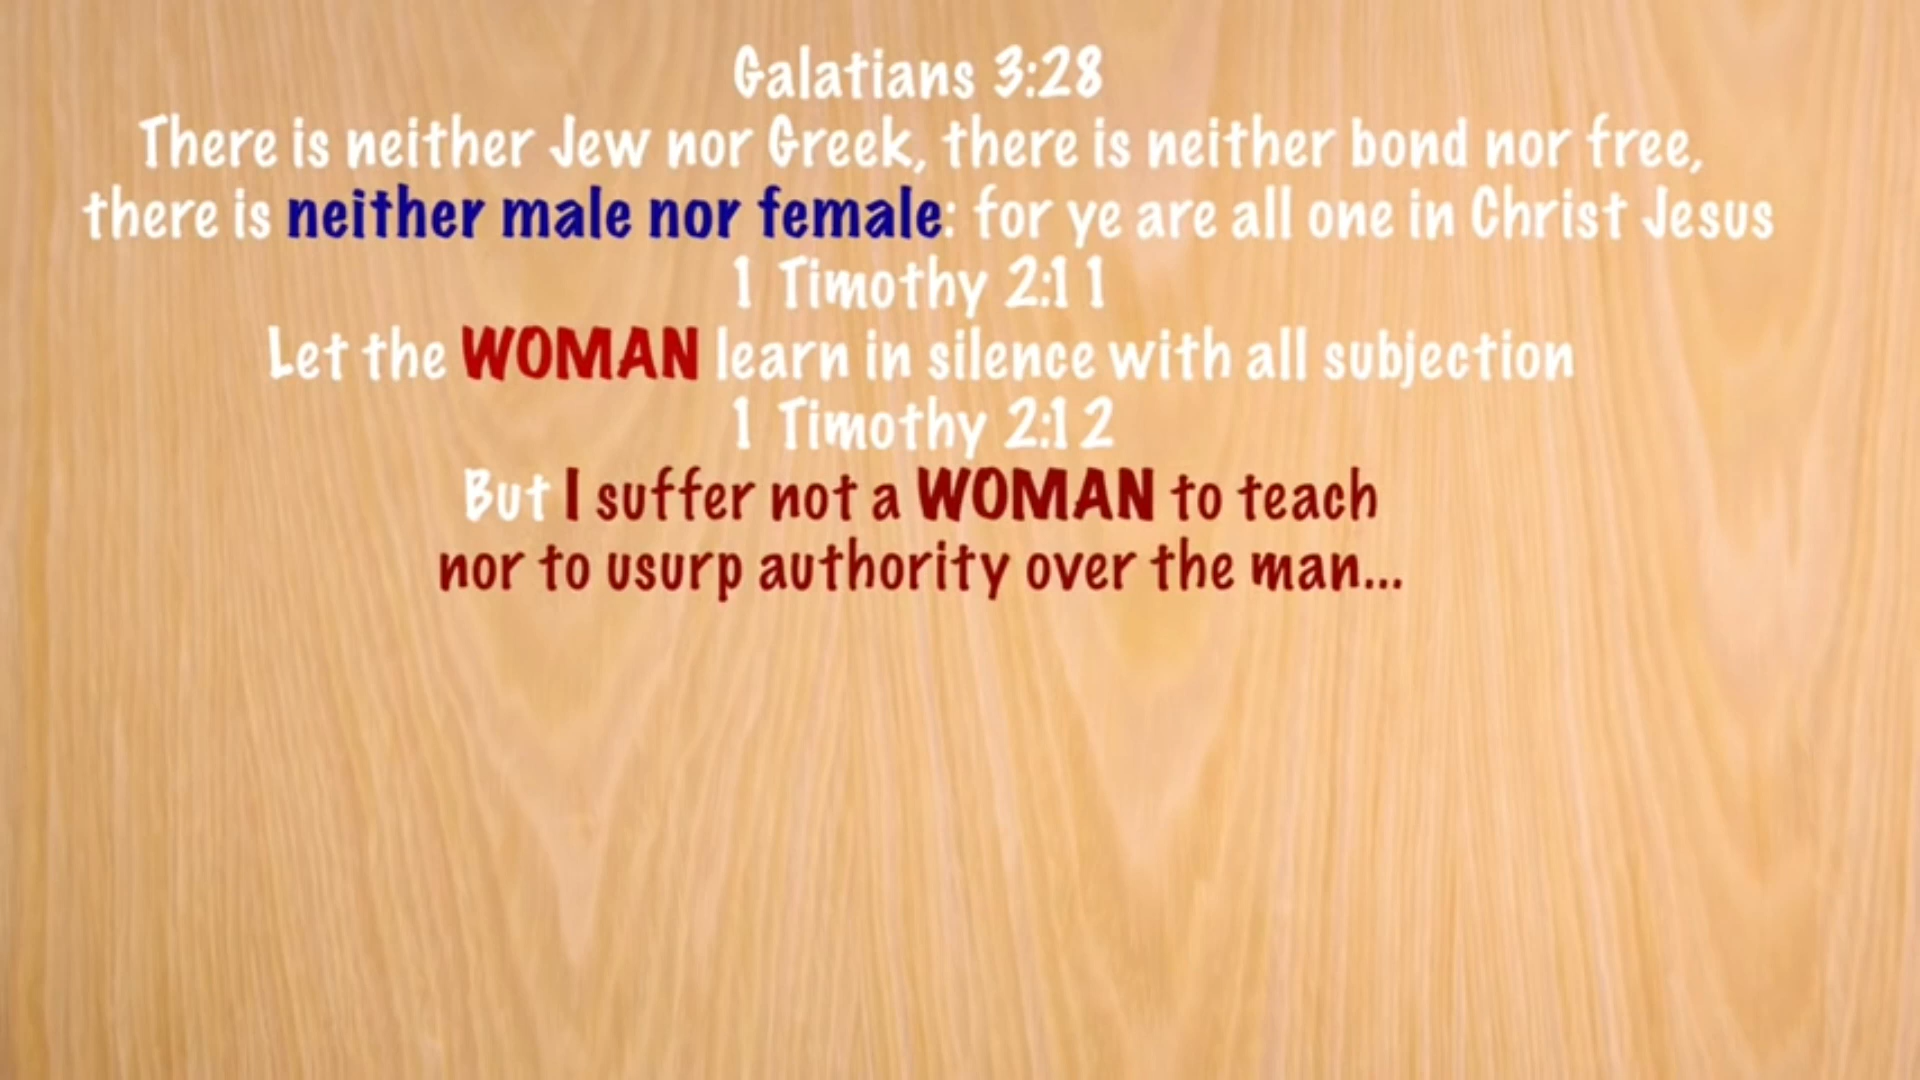 Galatians 3:28
There is neither Jew nor Greek, there is neither bond nor free,
there is neither male nor female: for ye are all one in Christ Jesus
1 Timothy 2:11
Let the WOMAN learn in silence with all subjection
1 Timothy 2:12
But I suffer not a WOMAN to teach
nor to usurp authority over the man...